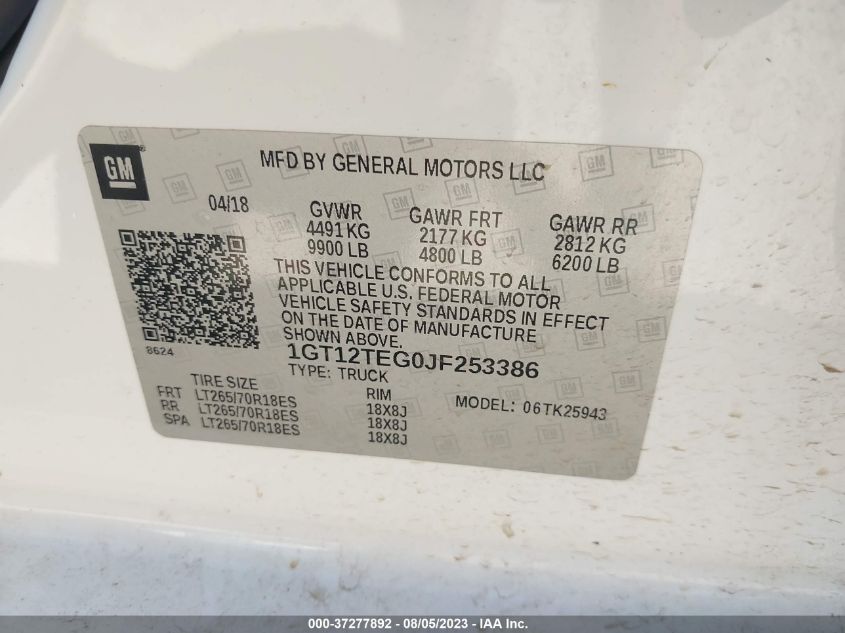 GM
MFD BY GENERAL MOTORS LLC
04/18
GVWR GAWR FRT GAWR RR
4491 KG 2177 KG 2812 KG
9900 LB 4800 LB 6200 LB
THIS VEHICLE CONFORMS TO ALL
APPLICABLE U.S. FEDERAL MOTOR
VEHICLE SAFETY STANDARDS IN EFFECT
ON THE DATE OF MANUFACTURE
SHOWN ABOVE.
8624
1GT12TEG0JF253386
TYPE: TRUCK
TIRE SIZE RIM MODEL: 06TK25943
FRT LT265/70R18ES 18X8J
RR LT265/70R18ES 18X8J
SPA LT265/70R18ES 18X8J
000-37277892 - 08/05/2023 - IAA Inc.